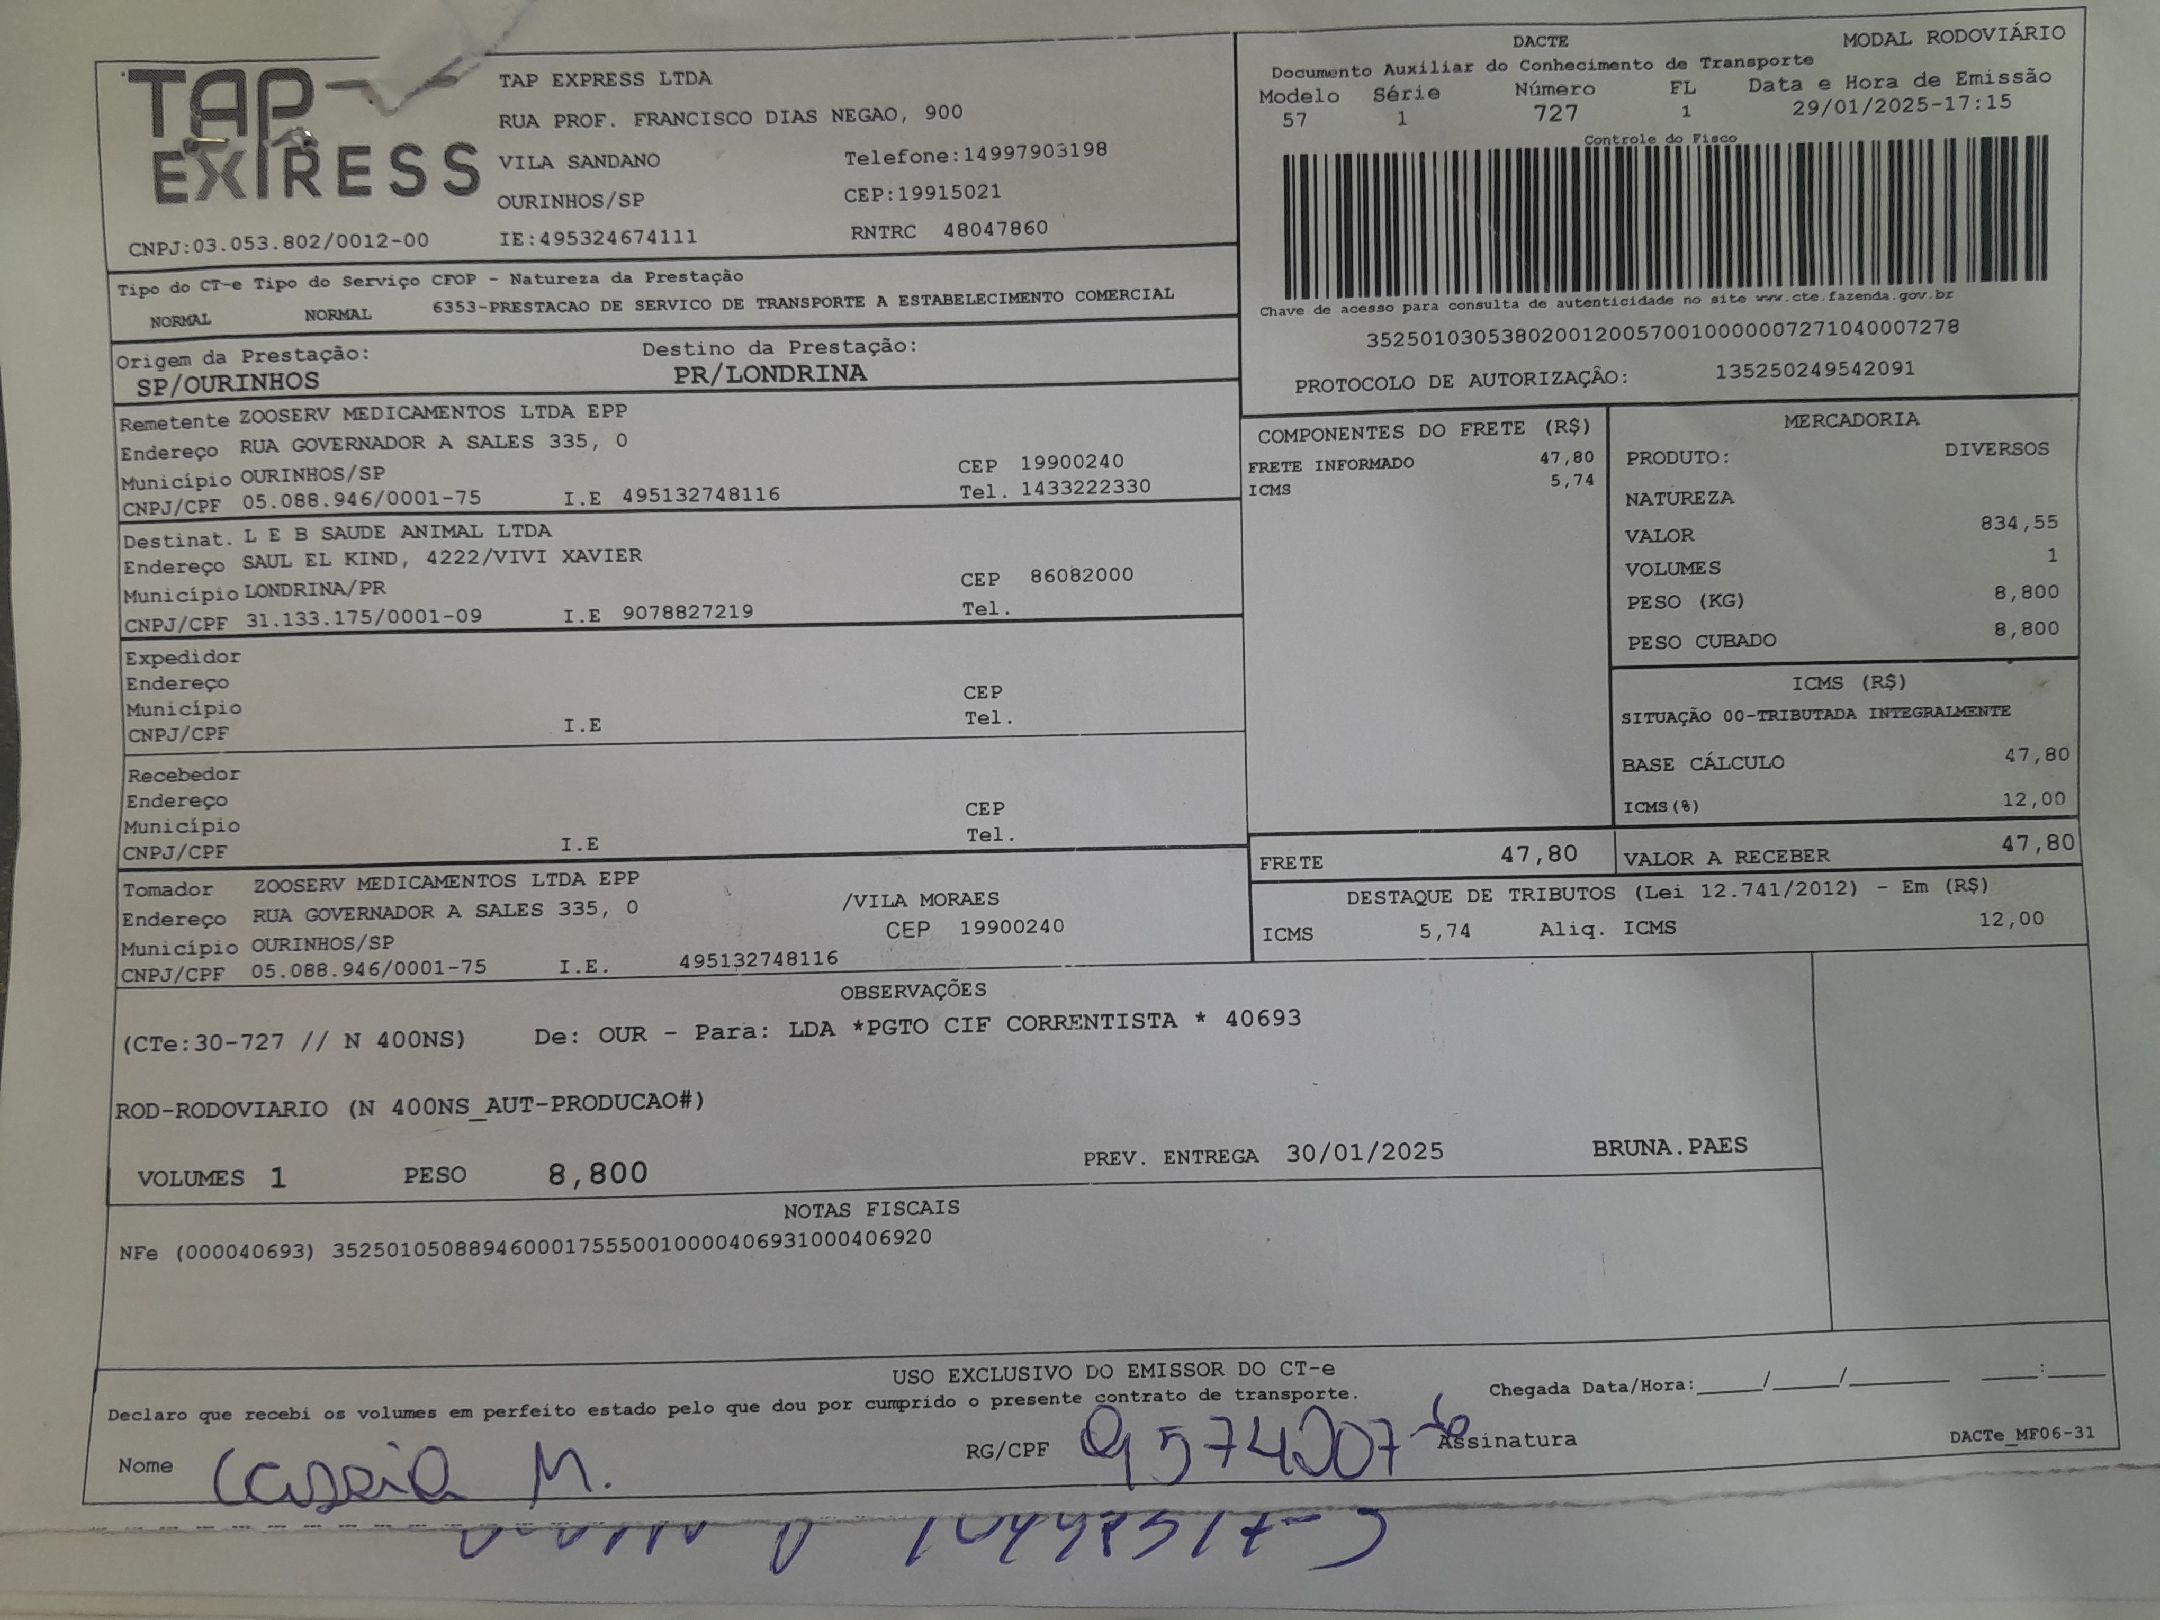 TAP EXPRESS
TAP EXPRESS LTDA
RUA PROF. FRANCISCO DIAS NEGAO, 900
VILA SANDANO Telefone:14997903198
OURINHOS/SP CEP:19915021
CNPJ:03.053.802/0012-00 IE:495324674111 RNTRC 48047860
DACTE MODAL RODOVIÁRIO
Documento Auxiliar do Conhecimento de Transporte
Modelo Série Número FL Data e Hora de Emissão
57 1 727 1 29/01/2025-17:15
Controle do Fisco
Chave de acesso para consulta de autenticidade no site www.cte.fazenda.gov.br
35250103053802001200570010000007271040007278
PROTOCOLO DE AUTORIZAÇÃO: 135250249542091
Tipo do CT-e Tipo do Serviço CFOP - Natureza da Prestação
NORMAL NORMAL 6353-PRESTACAO DE SERVICO DE TRANSPORTE A ESTABELECIMENTO COMERCIAL
Origem da Prestação: Destino da Prestação:
SP/OURINHOS PR/LONDRINA
Remetente ZOOSERV MEDICAMENTOS LTDA EPP
Endereço RUA GOVERNADOR A SALES 335, 0
Município OURINHOS/SP CEP 19900240
CNPJ/CPF 05.088.946/0001-75 I.E 495132748116 Tel. 1433222330
Destinat. L E B SAUDE ANIMAL LTDA
Endereço SAUL EL KIND, 4222/VIVI XAVIER
Município LONDRINA/PR CEP 86082000
CNPJ/CPF 31.133.175/0001-09 I.E 9078827219 Tel.
Expedidor
Endereço
Município CEP
CNPJ/CPF I.E Tel.
Recebedor
Endereço
Município CEP
CNPJ/CPF I.E Tel.
Tomador ZOOSERV MEDICAMENTOS LTDA EPP
Endereço RUA GOVERNADOR A SALES 335, 0 /VILA MORAES
Município OURINHOS/SP CEP 19900240
CNPJ/CPF 05.088.946/0001-75 I.E. 495132748116
COMPONENTES DO FRETE (R$)
FRETE INFORMADO 47,80
ICMS 5,74
MERCADORIA
PRODUTO: DIVERSOS
NATUREZA
VALOR 834,55
VOLUMES 1
PESO (KG) 8,800
PESO CUBADO 8,800
ICMS (R$)
SITUAÇÃO 00-TRIBUTADA INTEGRALMENTE
BASE CÁLCULO 47,80
ICMS(%) 12,00
FRETE 47,80 VALOR A RECEBER 47,80
DESTAQUE DE TRIBUTOS (Lei 12.741/2012) - Em (R$)
ICMS 5,74 Aliq. ICMS 12,00
OBSERVAÇÕES
(CTe:30-727 // N 400NS) De: OUR - Para: LDA *PGTO CIF CORRENTISTA * 40693
ROD-RODOVIARIO (N 400NS_AUT-PRODUCAO#)
VOLUMES 1 PESO 8,800 PREV. ENTREGA 30/01/2025 BRUNA.PAES
NOTAS FISCAIS
NFe (000040693) 35250105088946000175550010000406931000406920
USO EXCLUSIVO DO EMISSOR DO CT-e
Declaro que recebi os volumes em perfeito estado pelo que dou por cumprido o presente contrato de transporte. Chegada Data/Hora:____/____/______ ____:____
Nome Cassia M. RG/CPF Assinatura DACTe_MF06-31